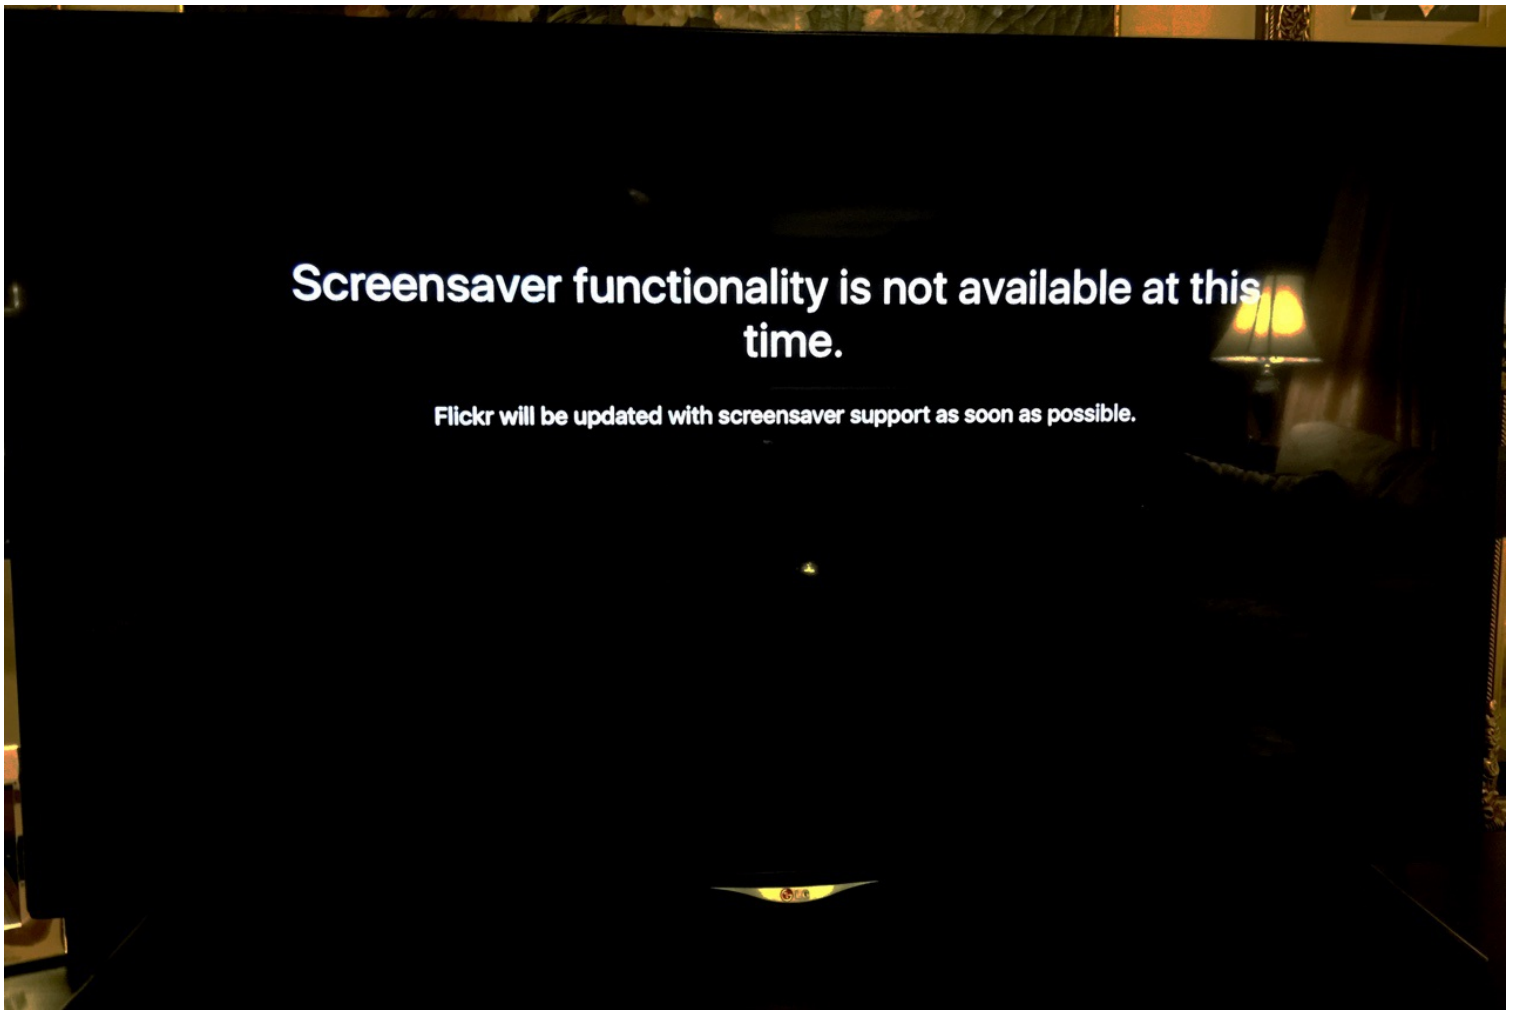 Screensaver functionality is not available at this
time.
Flickr will be updated with screensaver support as soon as possible.
LG